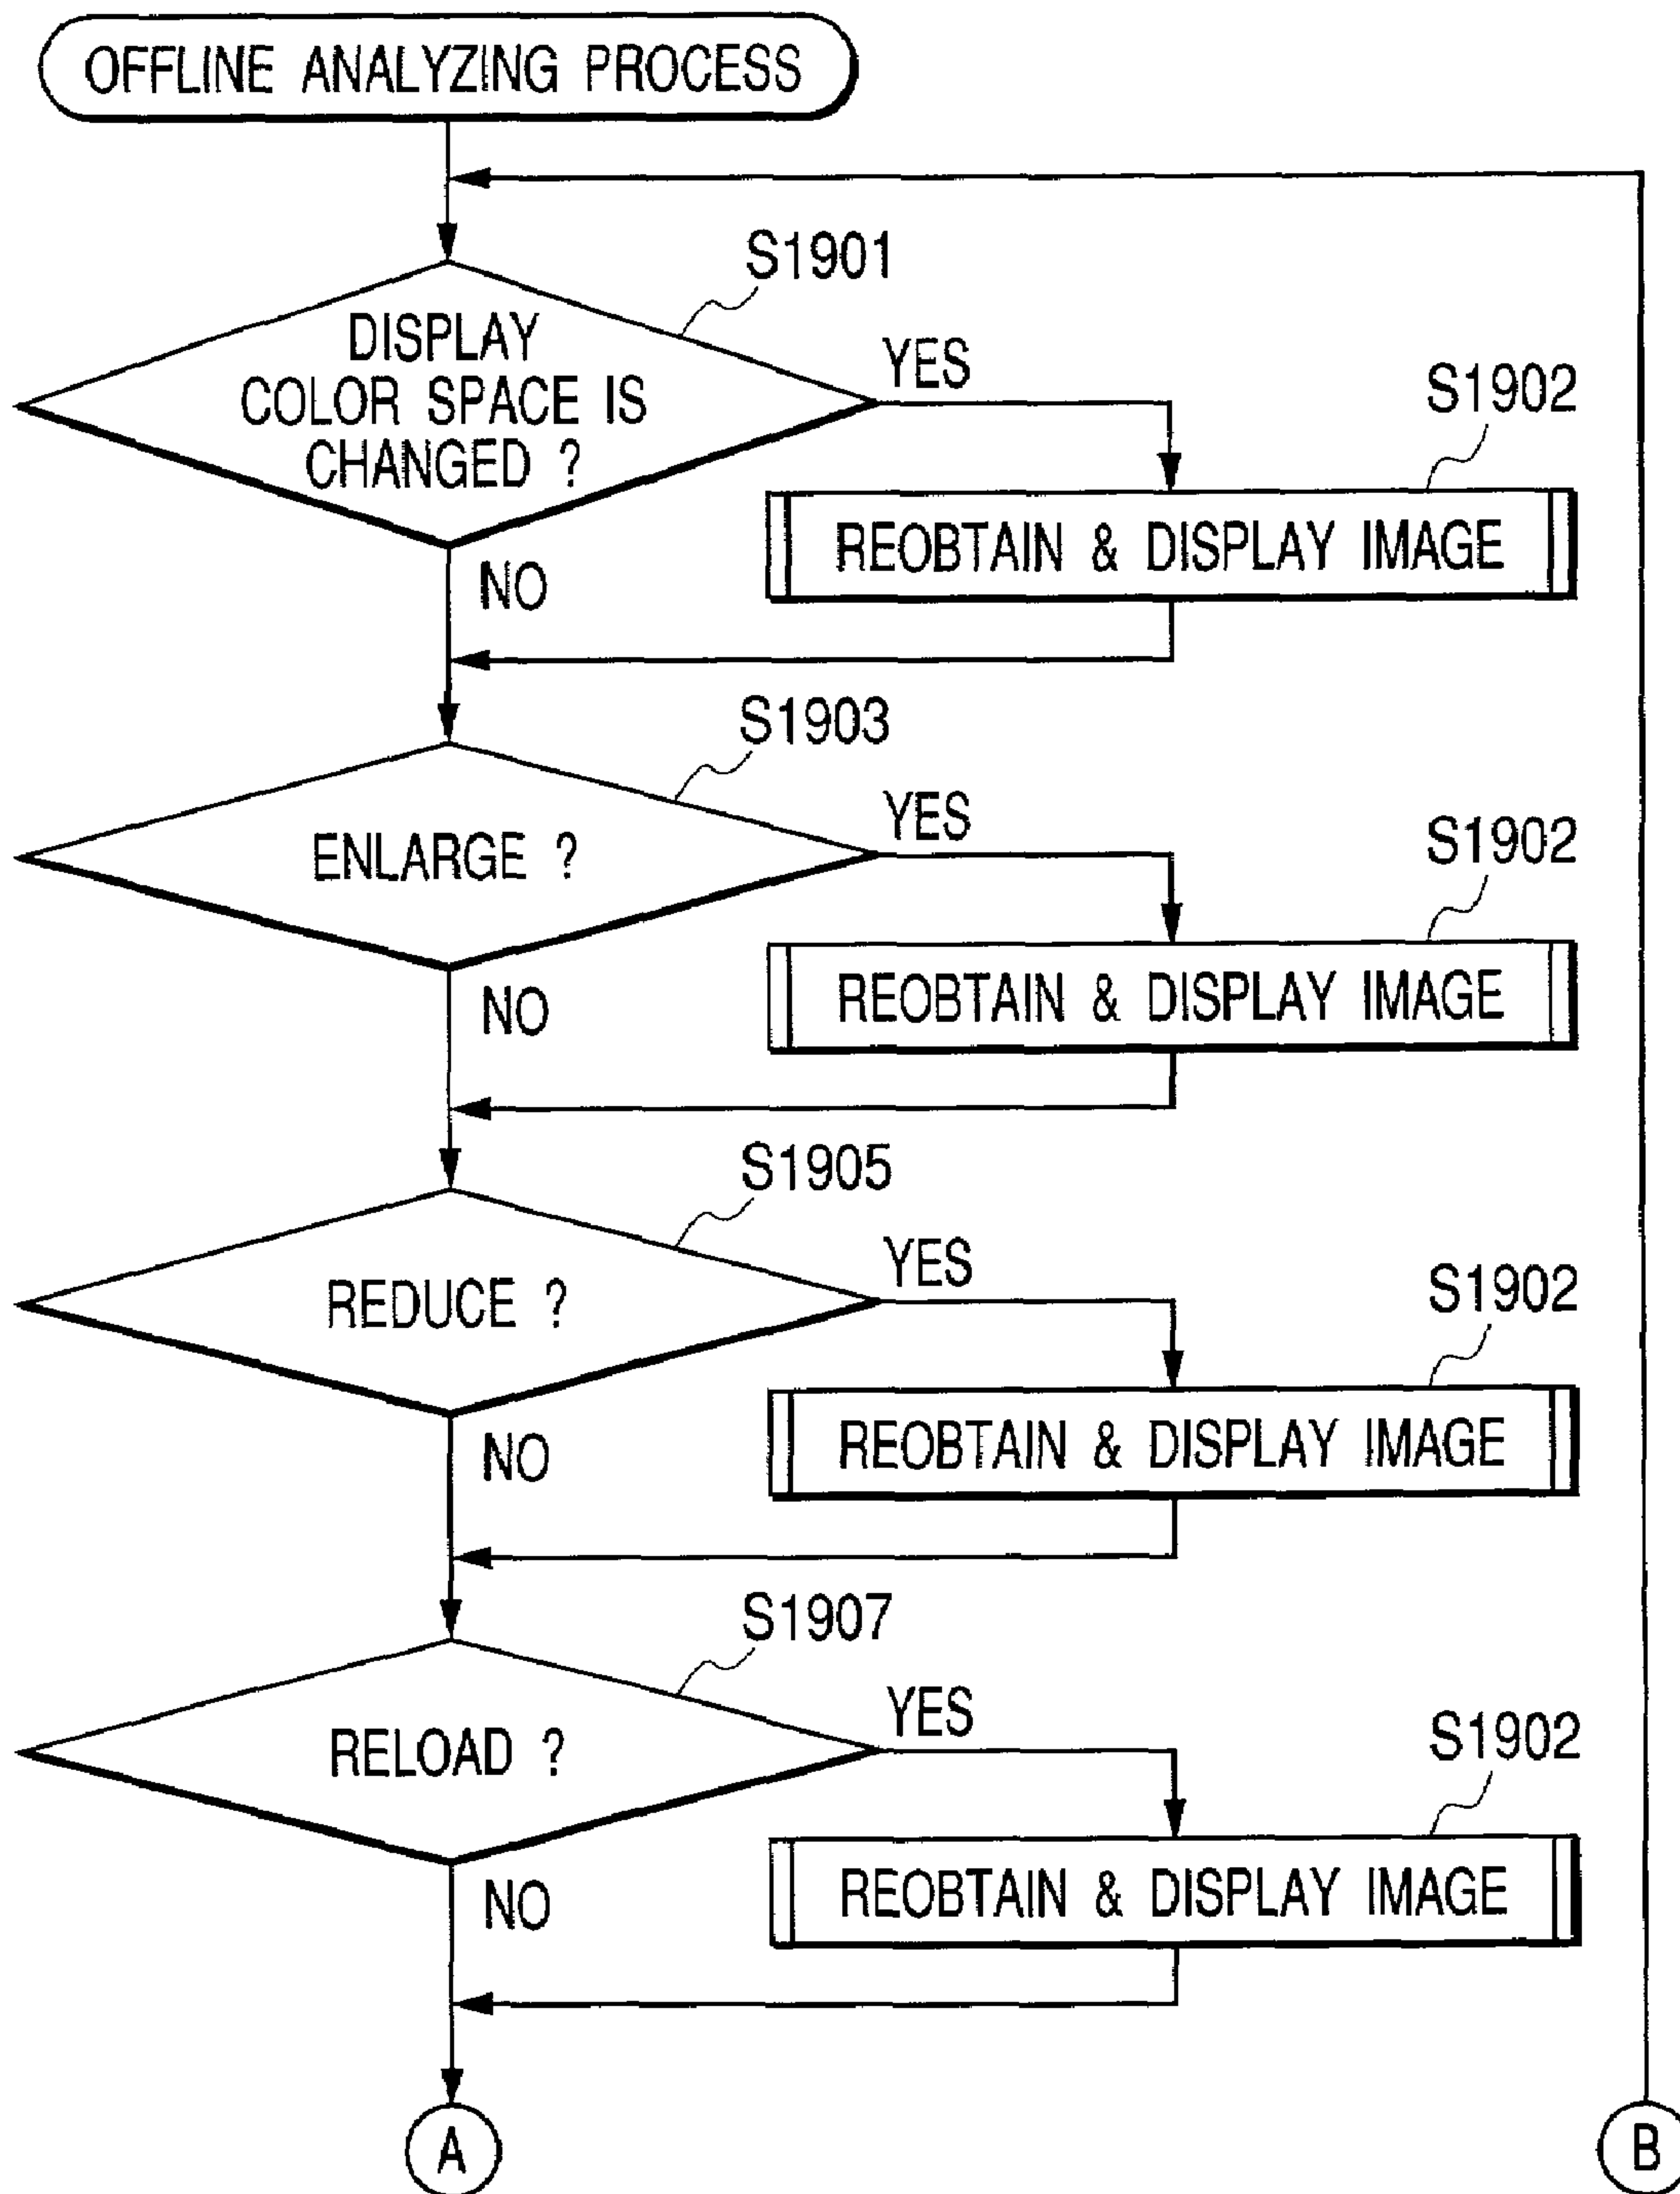 OFFLINE ANALYZING PROCESS
S1901
DISPLAY
COLOR SPACE IS
CHANGED ?
YES
S1902
REOBTAIN & DISPLAY IMAGE
NO
S1903
ENLARGE ?
YES
S1902
REOBTAIN & DISPLAY IMAGE
NO
S1905
REDUCE ?
YES
S1902
REOBTAIN & DISPLAY IMAGE
NO
S1907
RELOAD ?
YES
S1902
REOBTAIN & DISPLAY IMAGE
NO
A
B